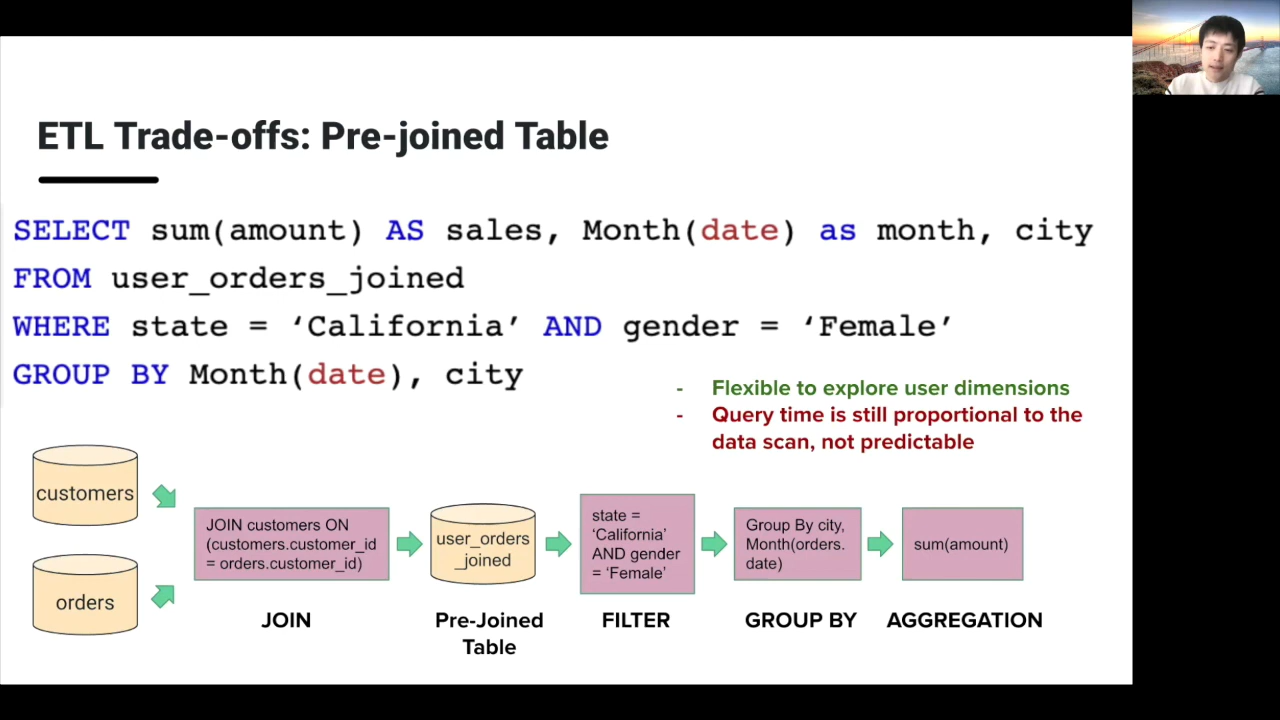 ETL Trade-offs: Pre-joined Table
SELECT sum(amount) AS sales, Month(date) as month, city
FROM user_orders_joined
WHERE state = ‘California’ AND gender = ‘Female’
GROUP BY Month(date), city
- Flexible to explore user dimensions
- Query time is still proportional to the
data scan, not predictable
customers
orders
JOIN customers ON
(customers.customer_id
= orders.customer_id)
JOIN
user_orders
_joined
Pre-Joined
Table
state =
‘California’
AND gender
= ‘Female’
FILTER
Group By city,
Month(orders.
date)
GROUP BY
sum(amount)
AGGREGATION